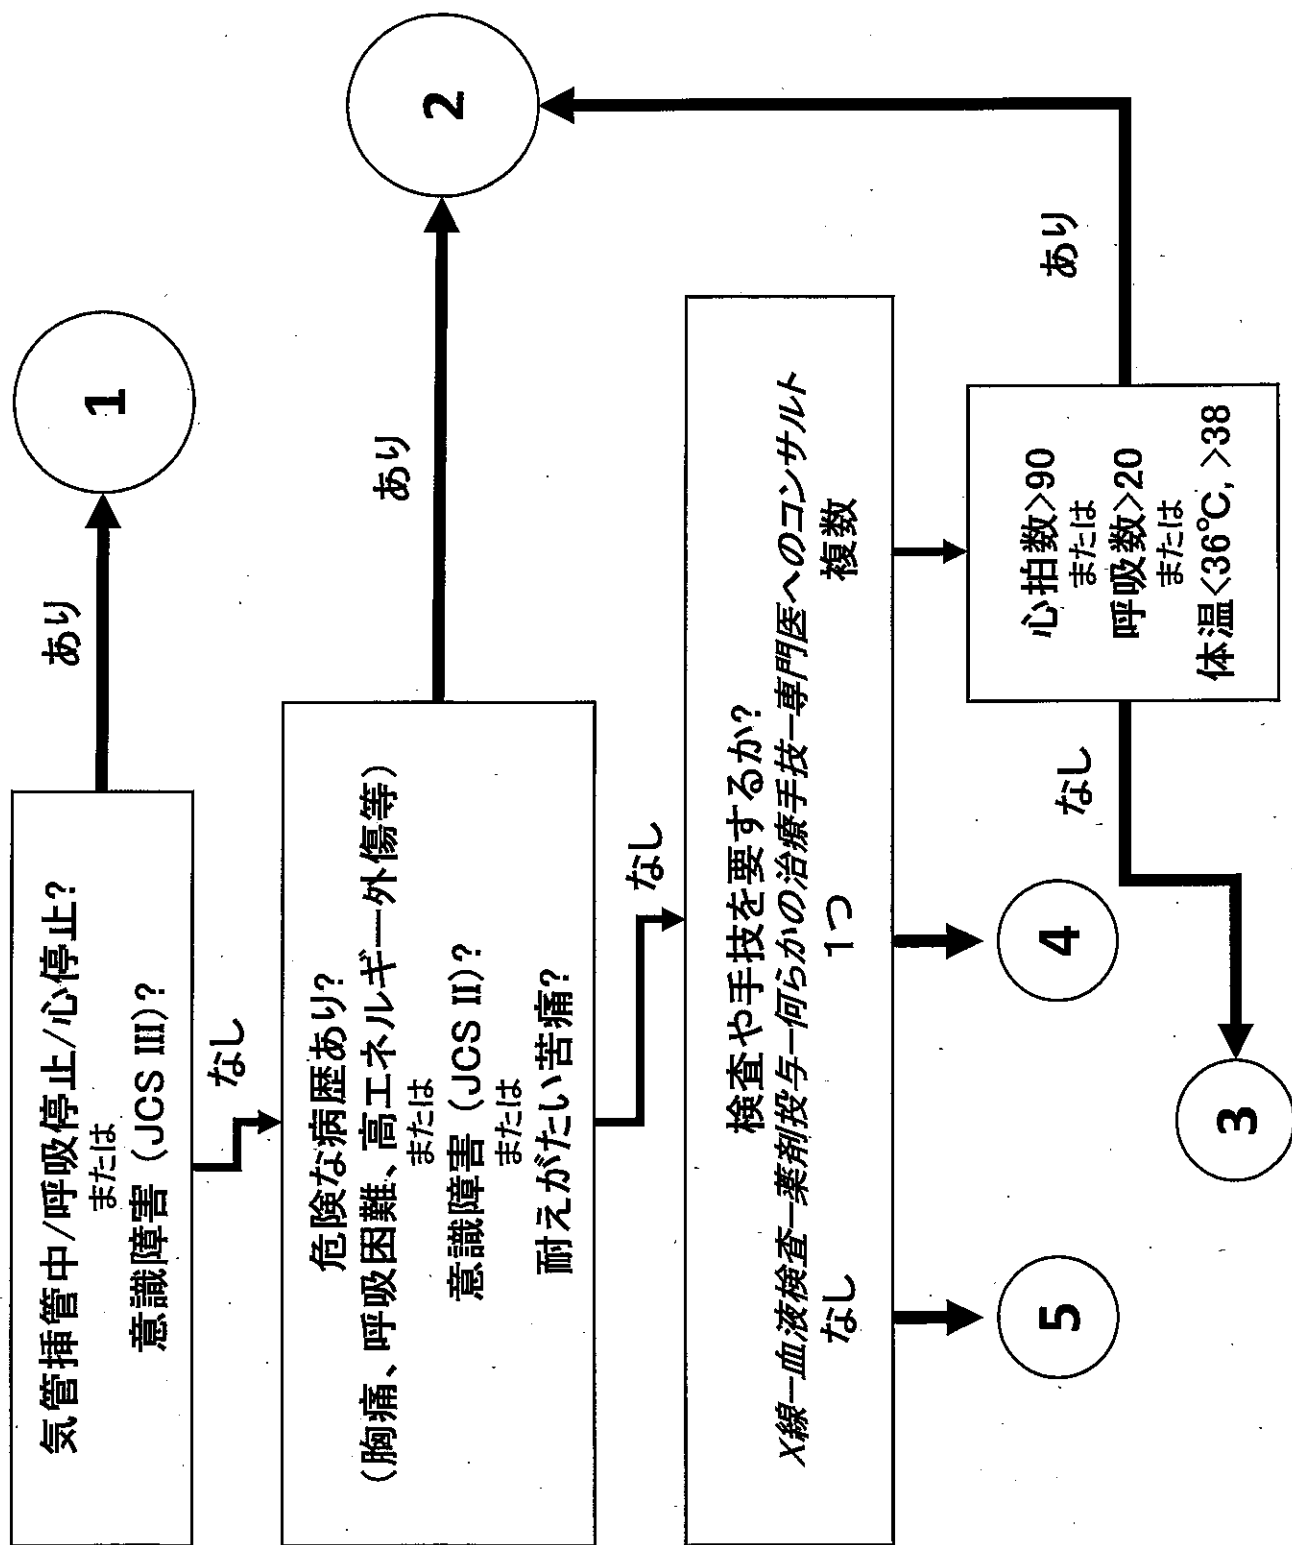 気管挿管中/呼吸停止/心停止?
または
意識障害 (JCS III)?
あり
1
なし
危険な病歴あり?
(胸痛、呼吸困難、高エネルギー外傷等)
または
意識障害 (JCS II)?
または
耐えがたい苦痛?
あり
2
なし
検査や手技を要するか?
X線ー血液検査ー薬剤投与ー何らかの治療手技ー専門医へのコンサルト
なし
1つ
複数
5
4
心拍数>90
または
呼吸数>20
または
体温<36℃, >38
あり
なし
3